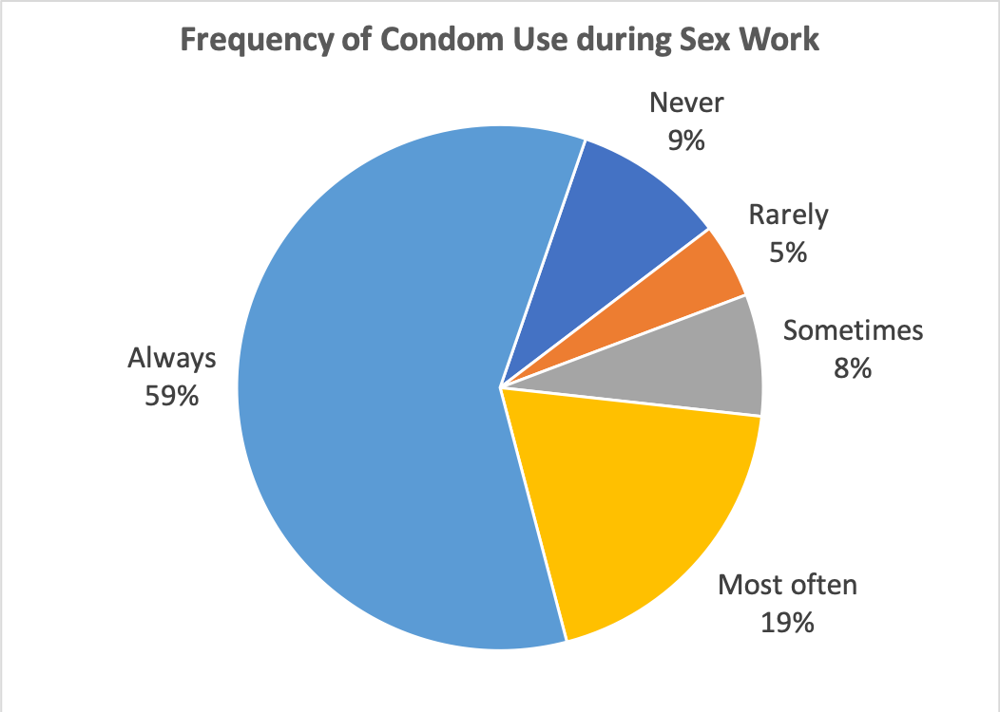 Frequency of Condom Use during Sex Work
Never
9%
Rarely
5%
Sometimes
8%
Always
59%
Most often
19%